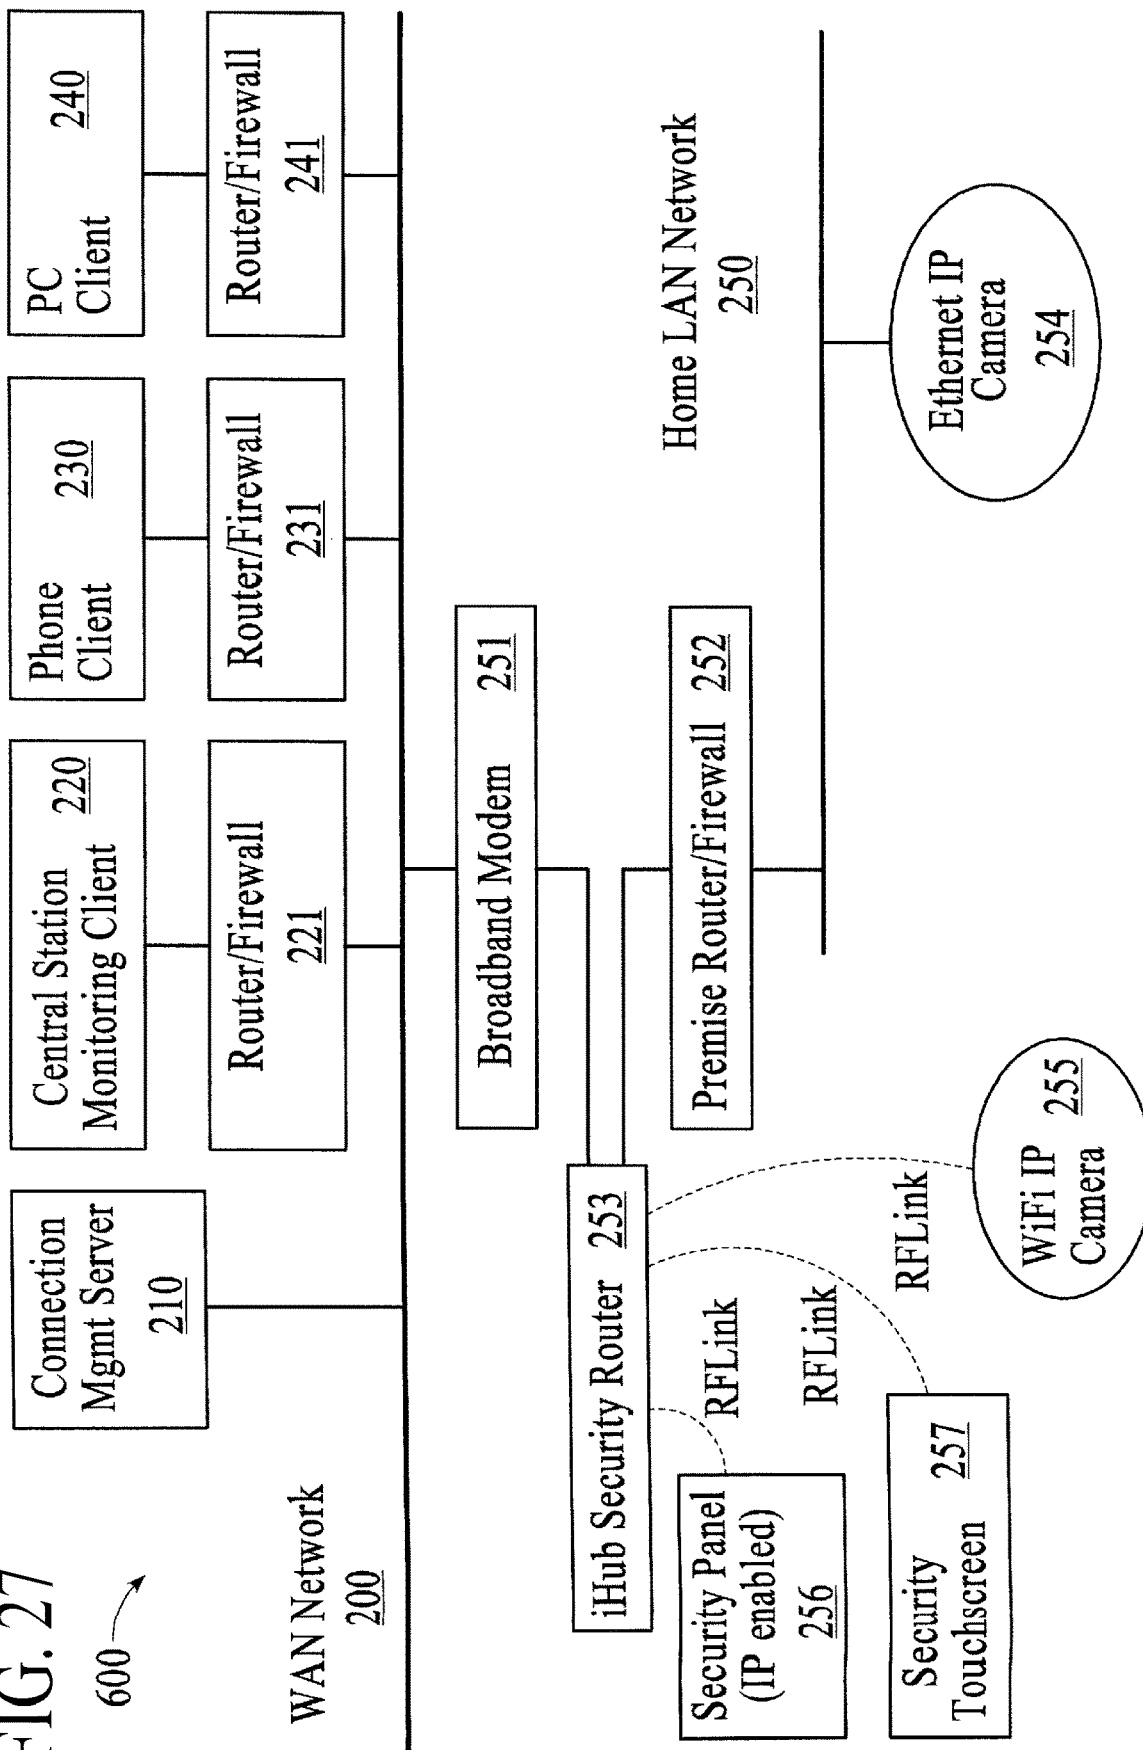 FIG. 27
600
WAN Network
200
Connection
Mgmt Server
210
Central Station
Monitoring Client 220
Router/Firewall
221
Phone
Client 230
Router/Firewall
231
PC
Client 240
Router/Firewall
241
Broadband Modem 251
iHub Security Router 253
Premise Router/Firewall 252
Home LAN Network
250
RFLink
RFLink
RFLink
Security Panel
(IP enabled)
256
Security
Touchscreen 257
WiFi IP
Camera 255
Ethernet IP
Camera
254